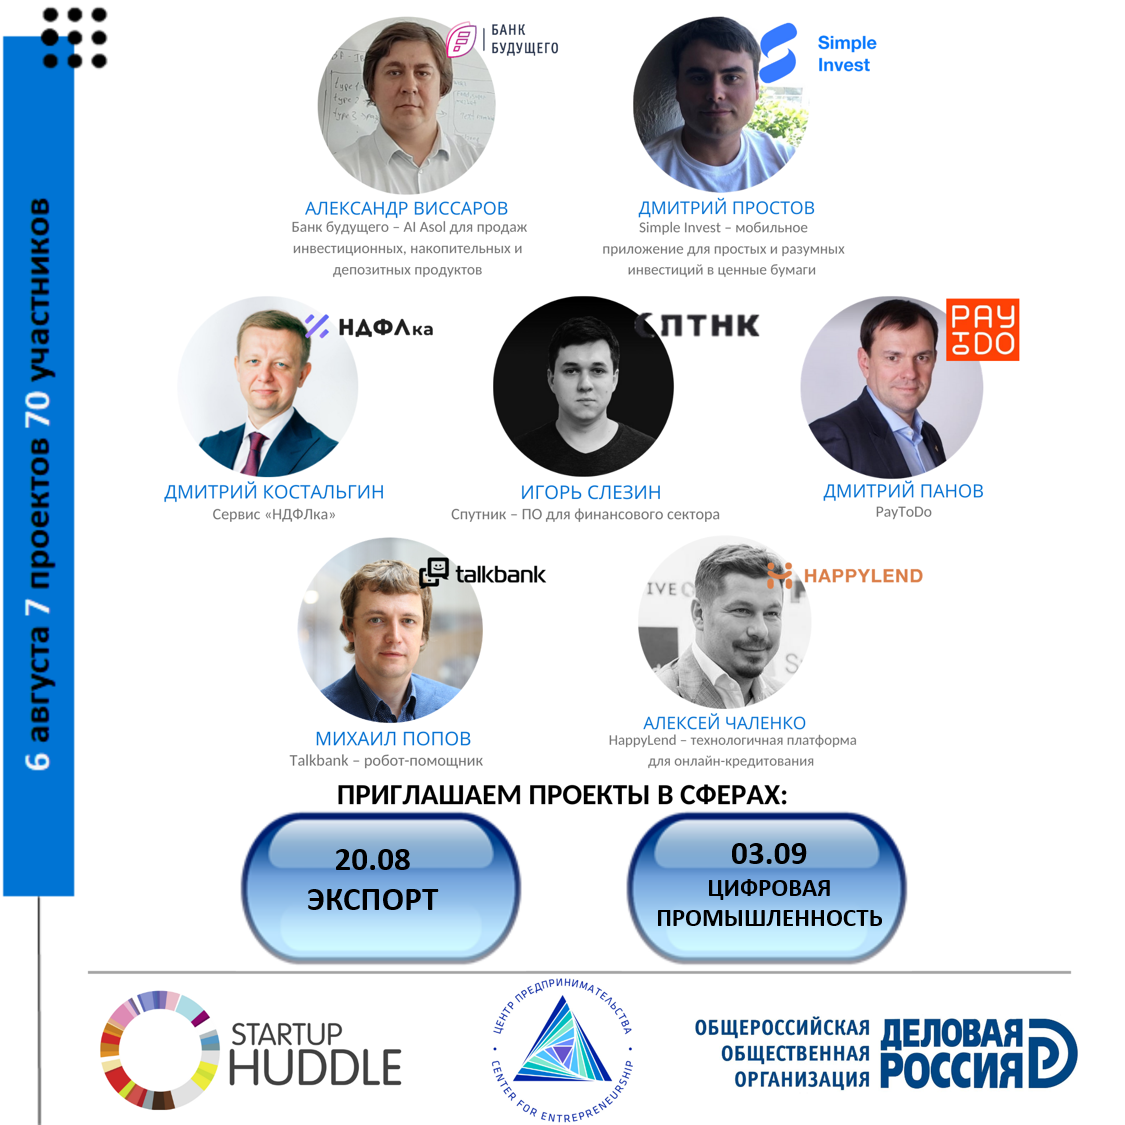 6 августа 7 проектов 70 участников
БАНК
БУДУЩЕГО
Simple
Invest
АЛЕКСАНДР ВИССАРОВ
Банк будущего – AI Asol для продаж
инвестиционных, накопительных и
депозитных продуктов
ДМИТРИЙ ПРОСТОВ
Simple Invest – мобильное
приложение для простых и разумных
инвестиций в ценные бумаги
НДФЛка
СПТНК
PAY
TO
DO
ДМИТРИЙ КОСТАЛЬГИН
Сервис «НДФЛка»
ИГОРЬ СЛЕЗИН
Спутник – ПО для финансового сектора
ДМИТРИЙ ПАНОВ
PayToDo
talkbank
HAPPYLEND
МИХАИЛ ПОПОВ
Talkbank – робот-помощник
АЛЕКСЕЙ ЧАЛЕНКО
HappyLend – технологичная платформа
для онлайн-кредитования
ПРИГЛАШАЕМ ПРОЕКТЫ В СФЕРАХ:
20.08
ЭКСПОРТ
03.09
ЦИФРОВАЯ
ПРОМЫШЛЕННОСТЬ
STARTUP
HUDDLE
ЦЕНТР ПРЕДПРИНИМАТЕЛЬСТВА
CENTER FOR ENTREPRENEURSHIP
ОБЩЕРОССИЙСКАЯ
ОБЩЕСТВЕННАЯ
ОРГАНИЗАЦИЯ
ДЕЛОВАЯ
РОССИЯ